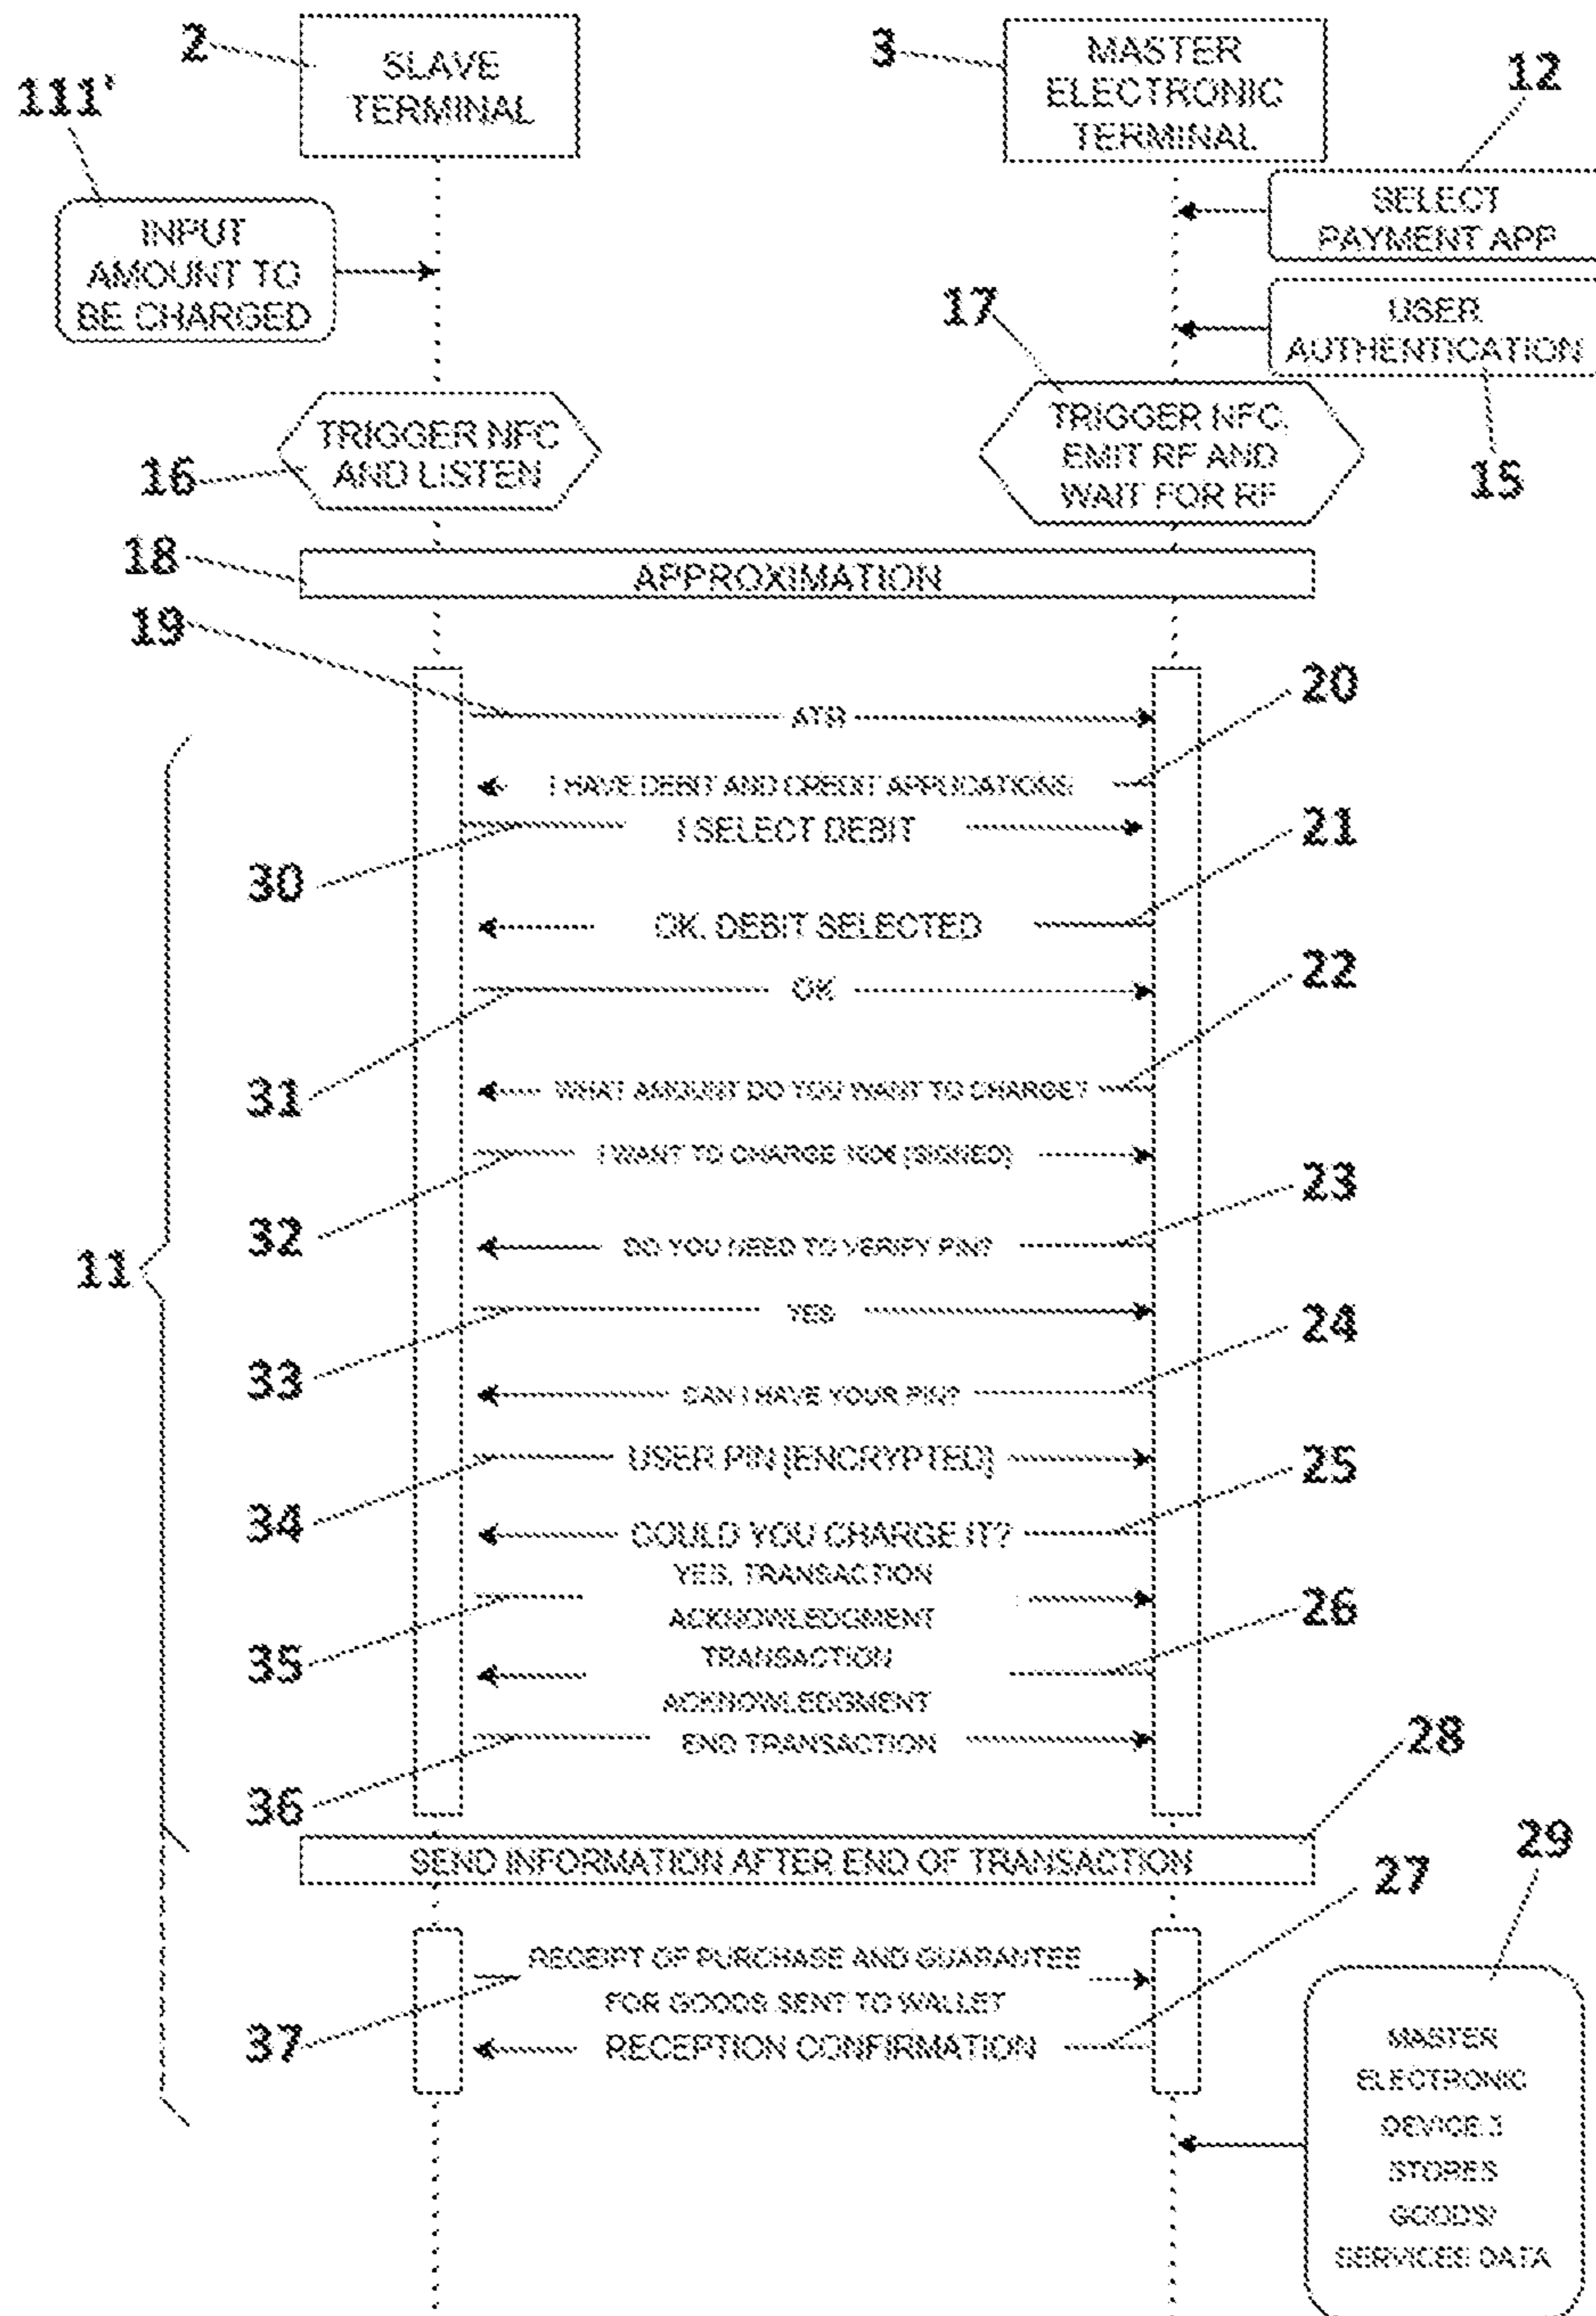 2
SLAVE
TERMINAL
3
MASTER
ELECTRONIC
TERMINAL
12
111'
SELECT
PAYMENT APP
INPUT
AMOUNT TO
BE CHARGED
17
USER
AUTHENTICATION
15
TRIGGER NFC
AND LISTEN
16
TRIGGER NFC,
EMIT RF AND
WAIT FOR RF
18
APPROXIMATION
19
ATR
20
I HAVE DEBIT AND CREDIT APPLICATIONS
I SELECT DEBIT
30
21
OK, DEBIT SELECTED
OK
22
31
WHAT AMOUNT DO YOU WANT TO CHARGE?
I WANT TO CHARGE [SIGNED]
23
32
DO YOU NEED TO VERIFY PIN?
11
YES
24
33
CAN I HAVE YOUR PIN?
USER PIN [ENCRYPTED]
25
34
COULD YOU CHARGE IT?
YES, TRANSACTION
ACKNOWLEDGMENT
26
35
TRANSACTION
ACKNOWLEDGMENT
END TRANSACTION
28
36
SEND INFORMATION AFTER END OF TRANSACTION
29
27
RECEIPT OF PURCHASE AND GUARANTEE
FOR GOODS SENT TO WALLET
37
RECEPTION CONFIRMATION
MASTER
ELECTRONIC
DEVICE 3
STORES
GOODS/
SERVICES DATA